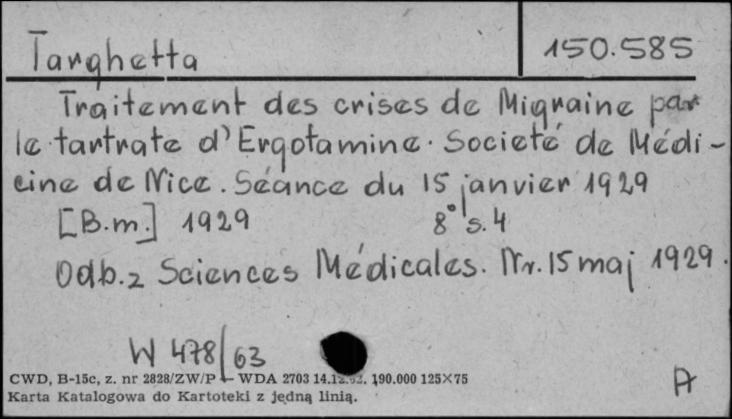 Targhetta 150.585
Traitement des crises de Migraine par
le tartrate d'Ergotamine. Societé de Médi-
cine de Nice. Séance du 15 janvier 1929
[B.m.] 1929 8° s. 4
Odb. z Sciences Médicales. Nr. 15 maj 1929.
W 478/63
CWD, B-15c, z. nr 2828/ZW/P — WDA 2703 190.000 125×75
Karta Katalogowa do Kartoteki z jędną linią.
A